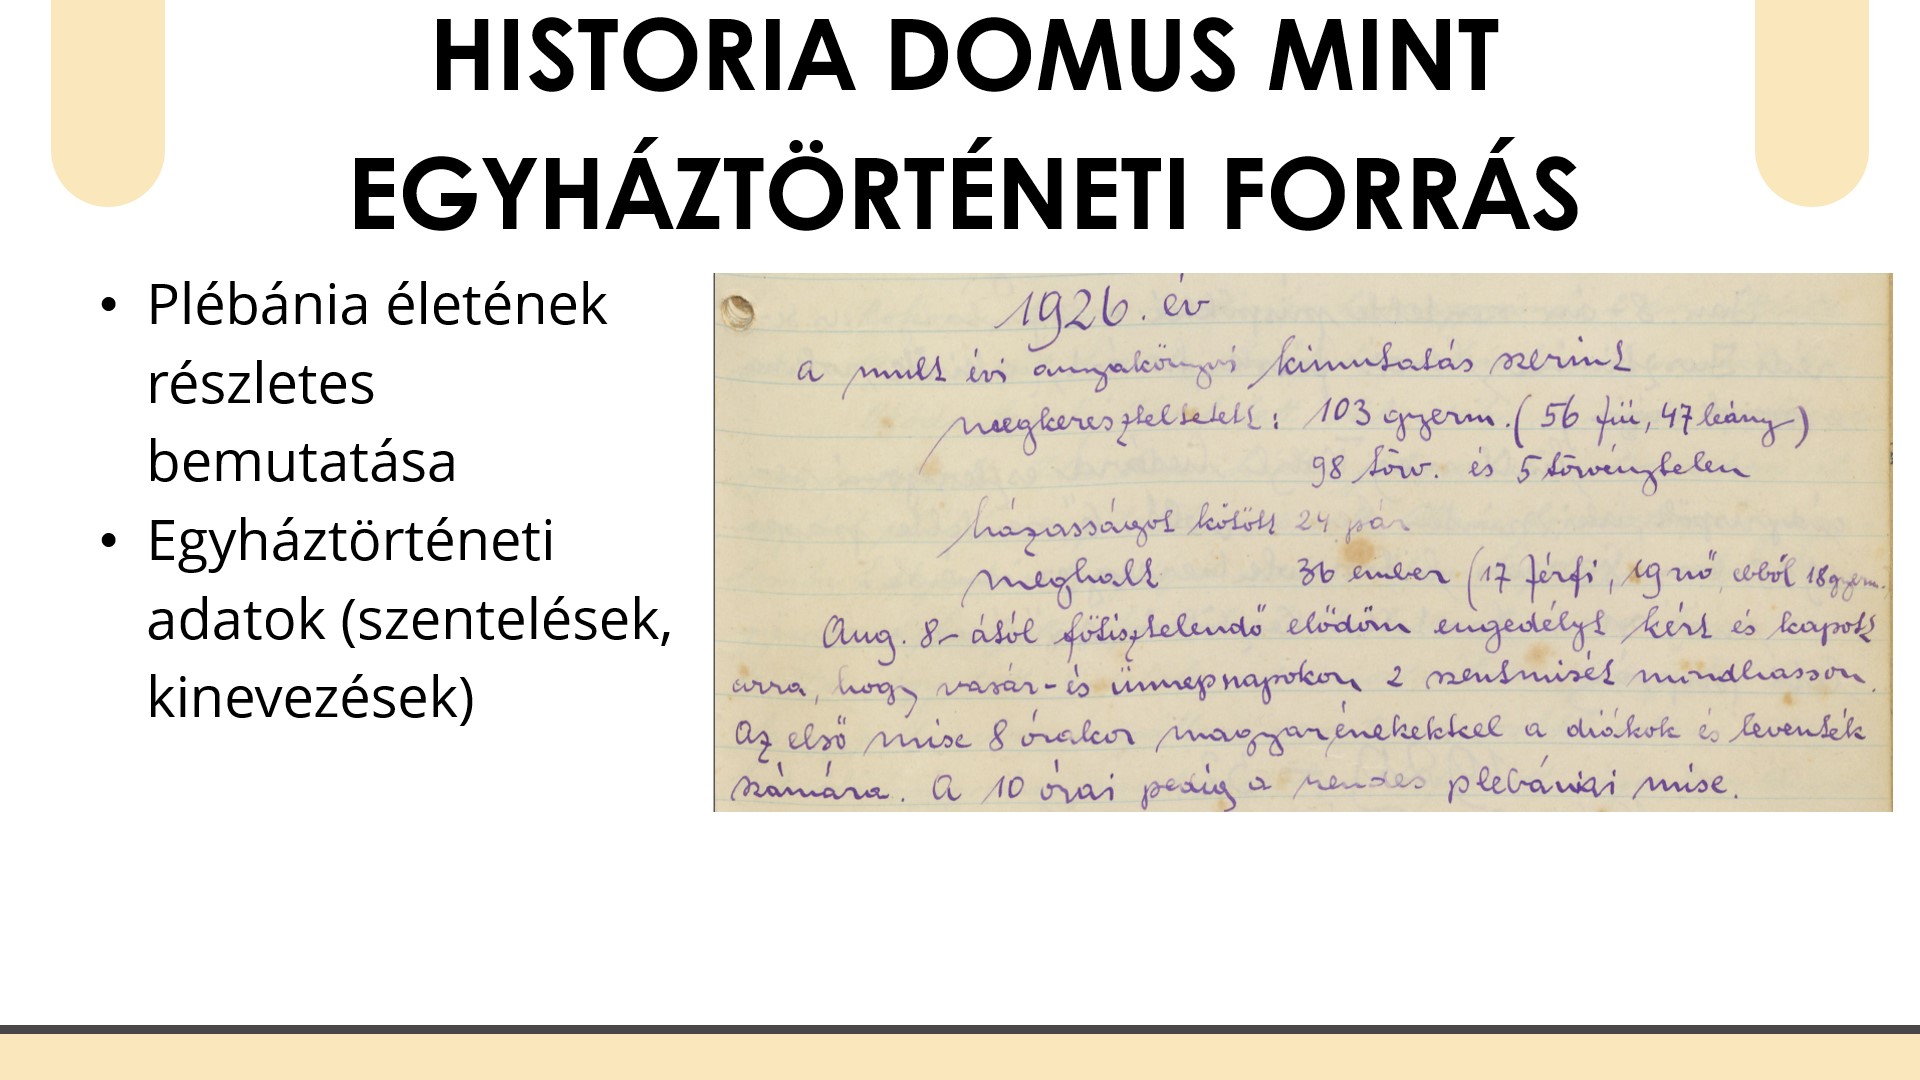 HISTORIA DOMUS MINT
EGYHÁZTÖRTÉNETI FORRÁS
• Plébánia életének
részletes
bemutatása
• Egyháztörténeti
adatok (szentelések,
kinevezések)
1926. év
A mult évi anyakönyvi kimutatás szerint
megkereszteltetett: 103 gyerm. (56 fiú, 47 leány)
98 törv. és 5 törvénytelen
házasságot kötött 24 pár
meghalt 36 ember (17 férfi, 19 nő, ebből 18 gyerm.
Aug. 8-ától főtisztelendő elődöm engedélyt kért és kapott
arra, hogy vasár- és ünnepnapokon 2 szentmisét mondhasson.
Az első mise 8 órakor magyar énekekkel a diákok és leventék
számára. A 10 órai pedig a rendes plebániai mise.